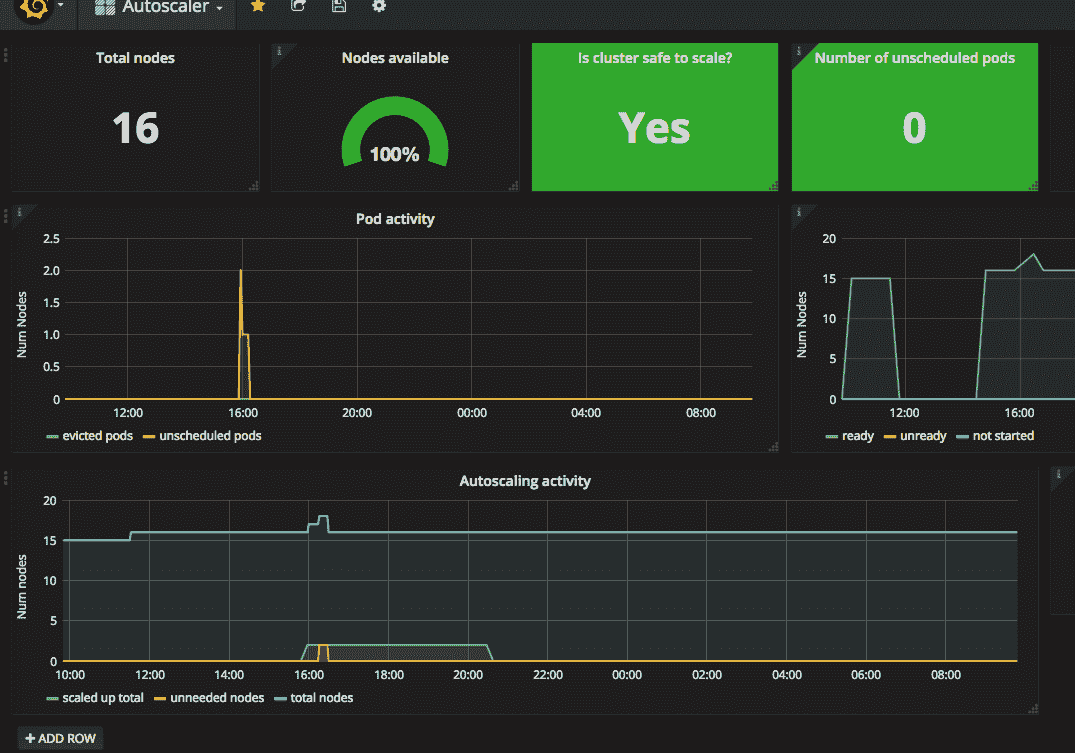 Autoscaler
Total nodes
16
Nodes available
100%
Is cluster safe to scale?
Yes
Number of unscheduled pods
0
Pod activity
Num Nodes
2.5
2.0
1.5
1.0
0.5
0
12:00 16:00 20:00 00:00 04:00 08:00
evicted pods unscheduled pods
Num Nodes
20
15
10
5
0
12:00 16:00
ready unready not started
Autoscaling activity
Num nodes
20
15
10
5
0
10:00 12:00 14:00 16:00 18:00 20:00 22:00 00:00 02:00 04:00 06:00 08:00
scaled up total unneeded nodes total nodes
+ ADD ROW